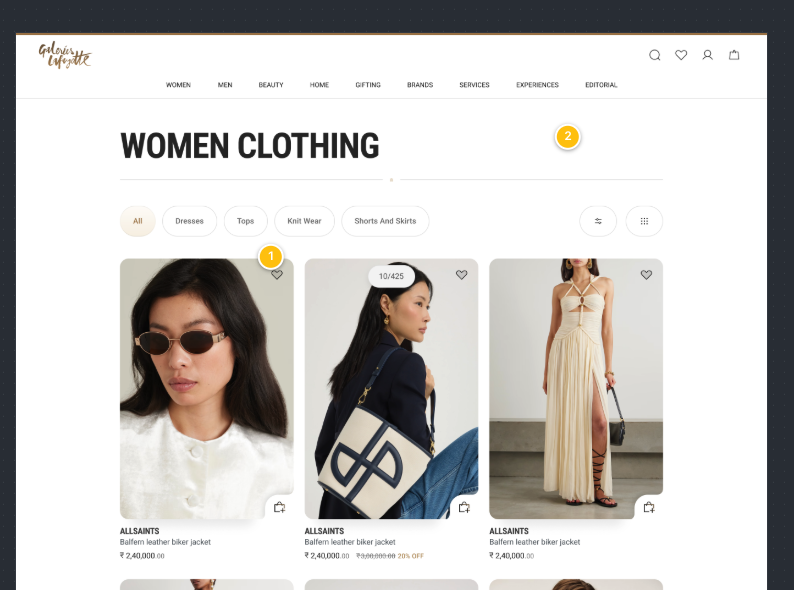 Galeries
Lafayette
WOMEN MEN BEAUTY HOME GIFTING BRANDS SERVICES EXPERIENCES EDITORIAL
WOMEN CLOTHING
2
All Dresses Tops Knit Wear Shorts And Skirts
1
10/425
ALLSAINTS ALLSAINTS ALLSAINTS
Balfern leather biker jacket Balfern leather biker jacket Balfern leather biker jacket
₹ 2,40,000.00 ₹ 2,40,000.00 ₹3,00,000.00 20% OFF ₹ 2,40,000.00